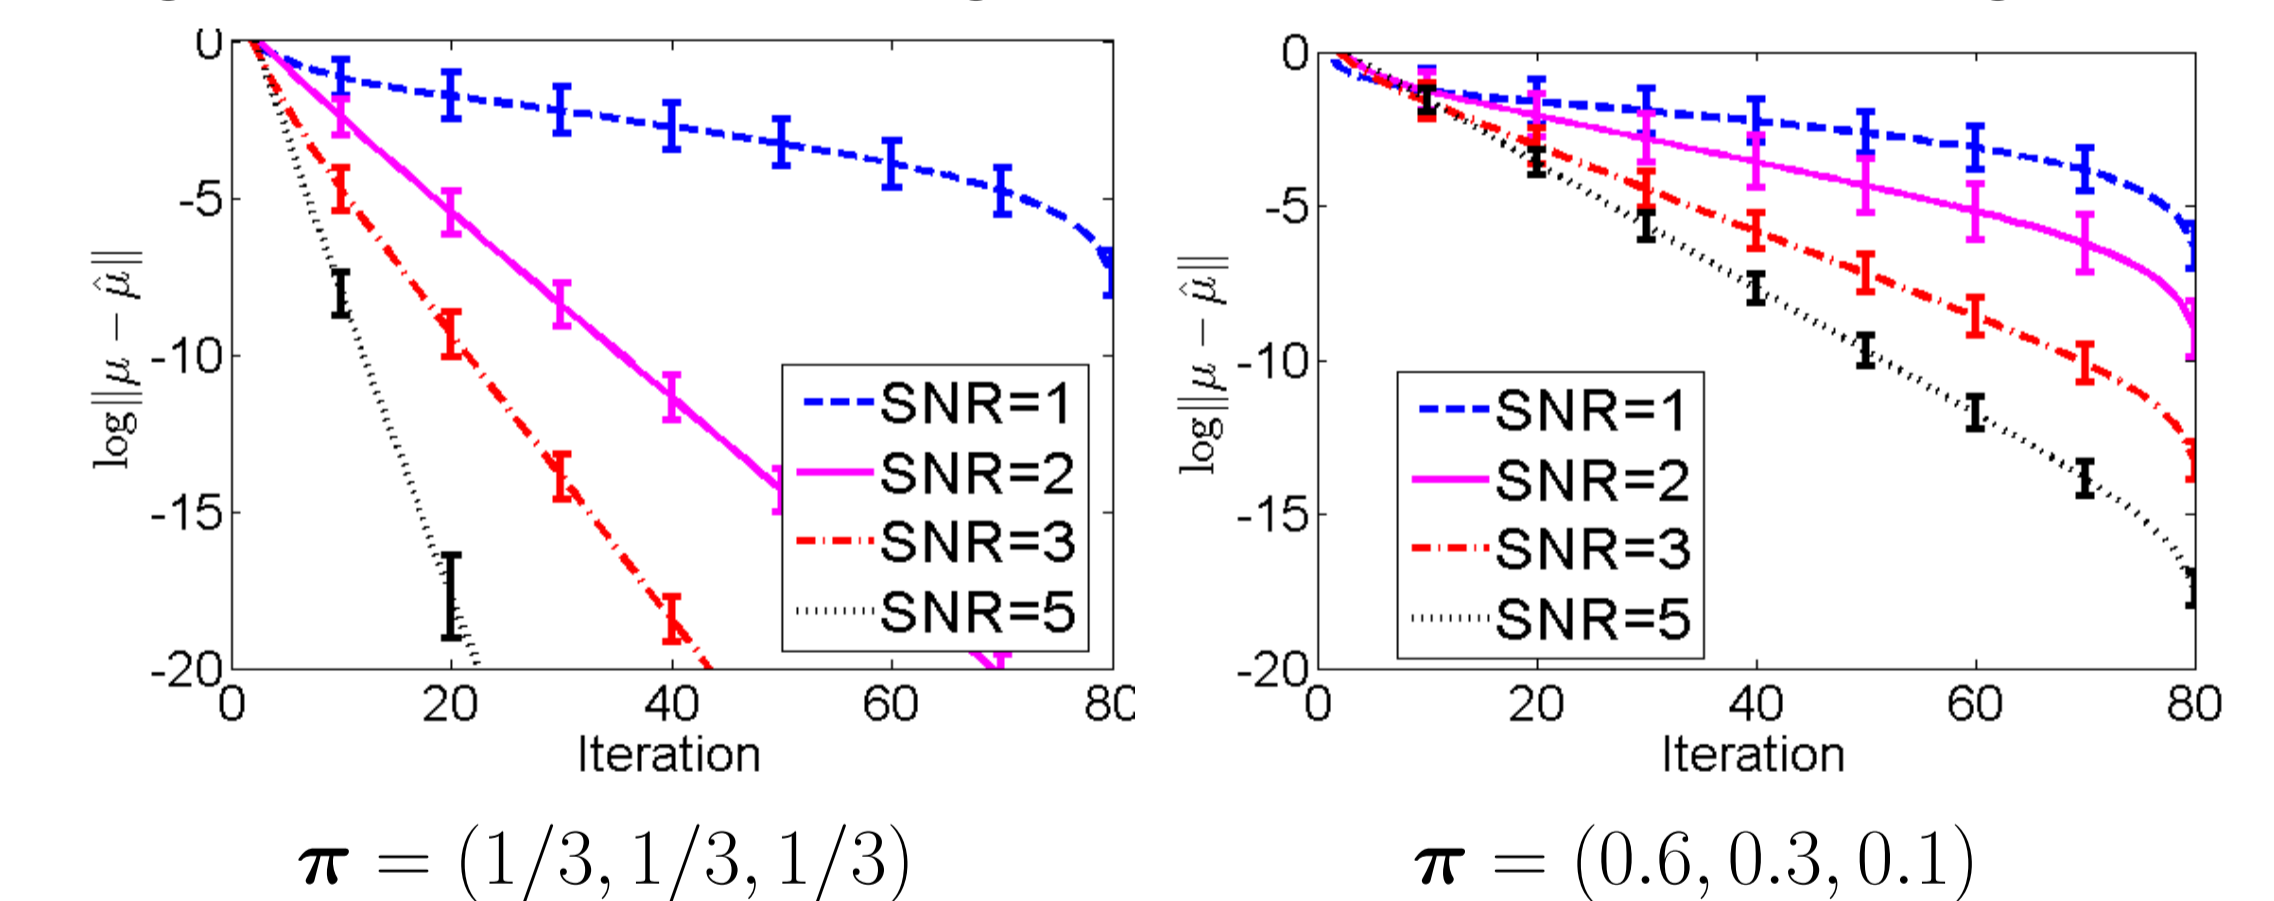 0
-5
-10
-15
-20
0 20 40 60 80
log||μ − μ̂||
Iteration
SNR=1
SNR=2
SNR=3
SNR=5
π = (1/3, 1/3, 1/3)
0
-5
-10
-15
-20
0 20 40 60 80
log||μ − μ̂||
Iteration
SNR=1
SNR=2
SNR=3
SNR=5
π = (0.6, 0.3, 0.1)